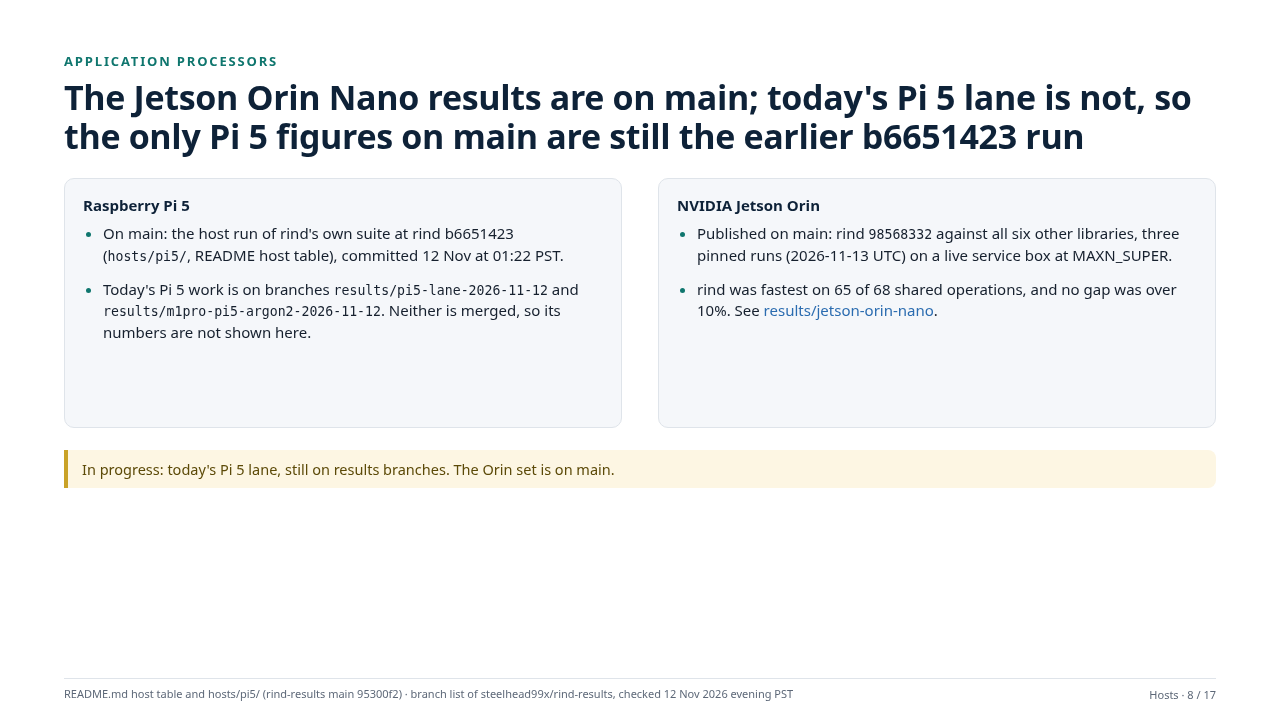 APPLICATION PROCESSORS
The Jetson Orin Nano results are on main; today's Pi 5 lane is not, so
the only Pi 5 figures on main are still the earlier b6651423 run
Raspberry Pi 5
• On main: the host run of rind's own suite at rind b6651423
(hosts/pi5/, README host table), committed 12 Nov at 01:22 PST.
• Today's Pi 5 work is on branches results/pi5-lane-2026-11-12 and
results/m1pro-pi5-argon2-2026-11-12. Neither is merged, so its
numbers are not shown here.
NVIDIA Jetson Orin
• Published on main: rind 98568332 against all six other libraries, three
pinned runs (2026-11-13 UTC) on a live service box at MAXN_SUPER.
• rind was fastest on 65 of 68 shared operations, and no gap was over
10%. See results/jetson-orin-nano.
In progress: today's Pi 5 lane, still on results branches. The Orin set is on main.
README.md host table and hosts/pi5/ (rind-results main 95300f2) · branch list of steelhead99x/rind-results, checked 12 Nov 2026 evening PST
Hosts · 8 / 17